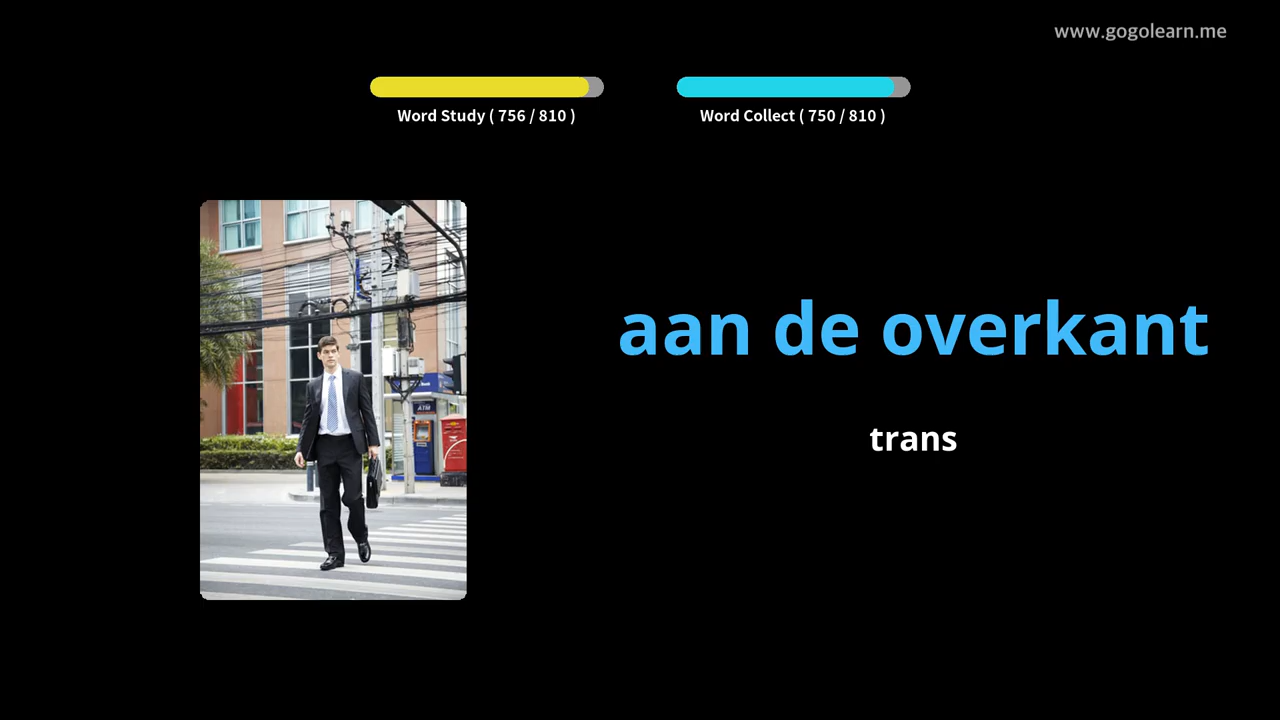 www.gogolearn.me
Word Study ( 756 / 810 )
Word Collect ( 750 / 810 )
aan de overkant
trans
ATM